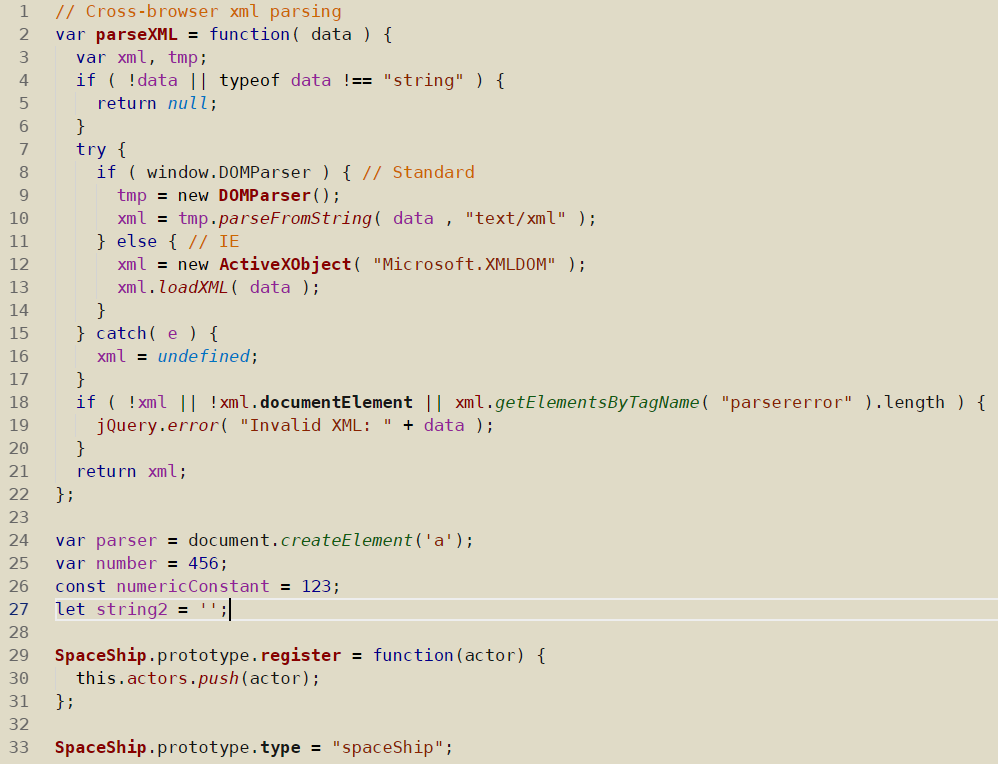 1 // Cross-browser xml parsing
2 var parseXML = function( data ) {
3   var xml, tmp;
4   if ( !data || typeof data !== "string" ) {
5     return null;
6   }
7   try {
8     if ( window.DOMParser ) { // Standard
9       tmp = new DOMParser();
10       xml = tmp.parseFromString( data , "text/xml" );
11     } else { // IE
12       xml = new ActiveXObject( "Microsoft.XMLDOM" );
13       xml.loadXML( data );
14     }
15   } catch( e ) {
16     xml = undefined;
17   }
18   if ( !xml || !xml.documentElement || xml.getElementsByTagName( "parsererror" ).length ) {
19     jQuery.error( "Invalid XML: " + data );
20   }
21   return xml;
22 };
23
24 var parser = document.createElement('a');
25 var number = 456;
26 const numericConstant = 123;
27 let string2 = '';
28
29 SpaceShip.prototype.register = function(actor) {
30   this.actors.push(actor);
31 };
32
33 SpaceShip.prototype.type = "spaceShip";